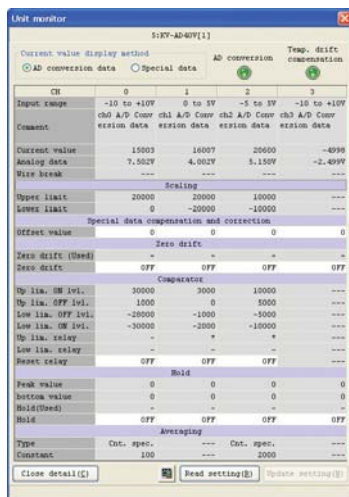 Unit monitor
S:KV-AD40V[1]
Current value display method
AD conversion data Special data
AD conversion
Temp. drift compensation
CH 0 1 2 3
Input range -10 to +10V 0 to 5V -5 to 5V -10 to +10V
Comment ch0 A/D Conversion data ch1 A/D Conversion data ch2 A/D Conversion data ch3 A/D Conversion data
Current value 15003 16007 20600 -4998
Analog data 7.502V 4.002V 5.150V -2.499V
Wire break --- --- --- ---
Scaling
Upper limit 20000 20000 10000 ---
Lower limit 0 -20000 -10000 ---
Special data compensation and correction
Offset value 0 0 0 0
Zero drift
Zero drift (Used) - - - -
Zero drift OFF OFF OFF OFF
Comparator
Up lim. ON lvl. 30000 3000 10000 ---
Up lim. OFF lvl. 1000 0 5000 ---
Low lim. OFF lvl. -20000 -1000 -5000 ---
Low lim. ON lvl. -30000 -2000 -10000 ---
Up lim. relay - * * ---
Low lim. relay - - - ---
Reset relay OFF OFF OFF ---
Hold
Peak value 0 0 0 0
bottom value 0 0 0 0
Hold(Used) - - - -
Hold OFF OFF OFF OFF
Averaging
Type Cnt. spec. --- Cnt. spec. ---
Constant 100 --- 2000 ---
Close detail(C) Read setting(R) Update setting(W)